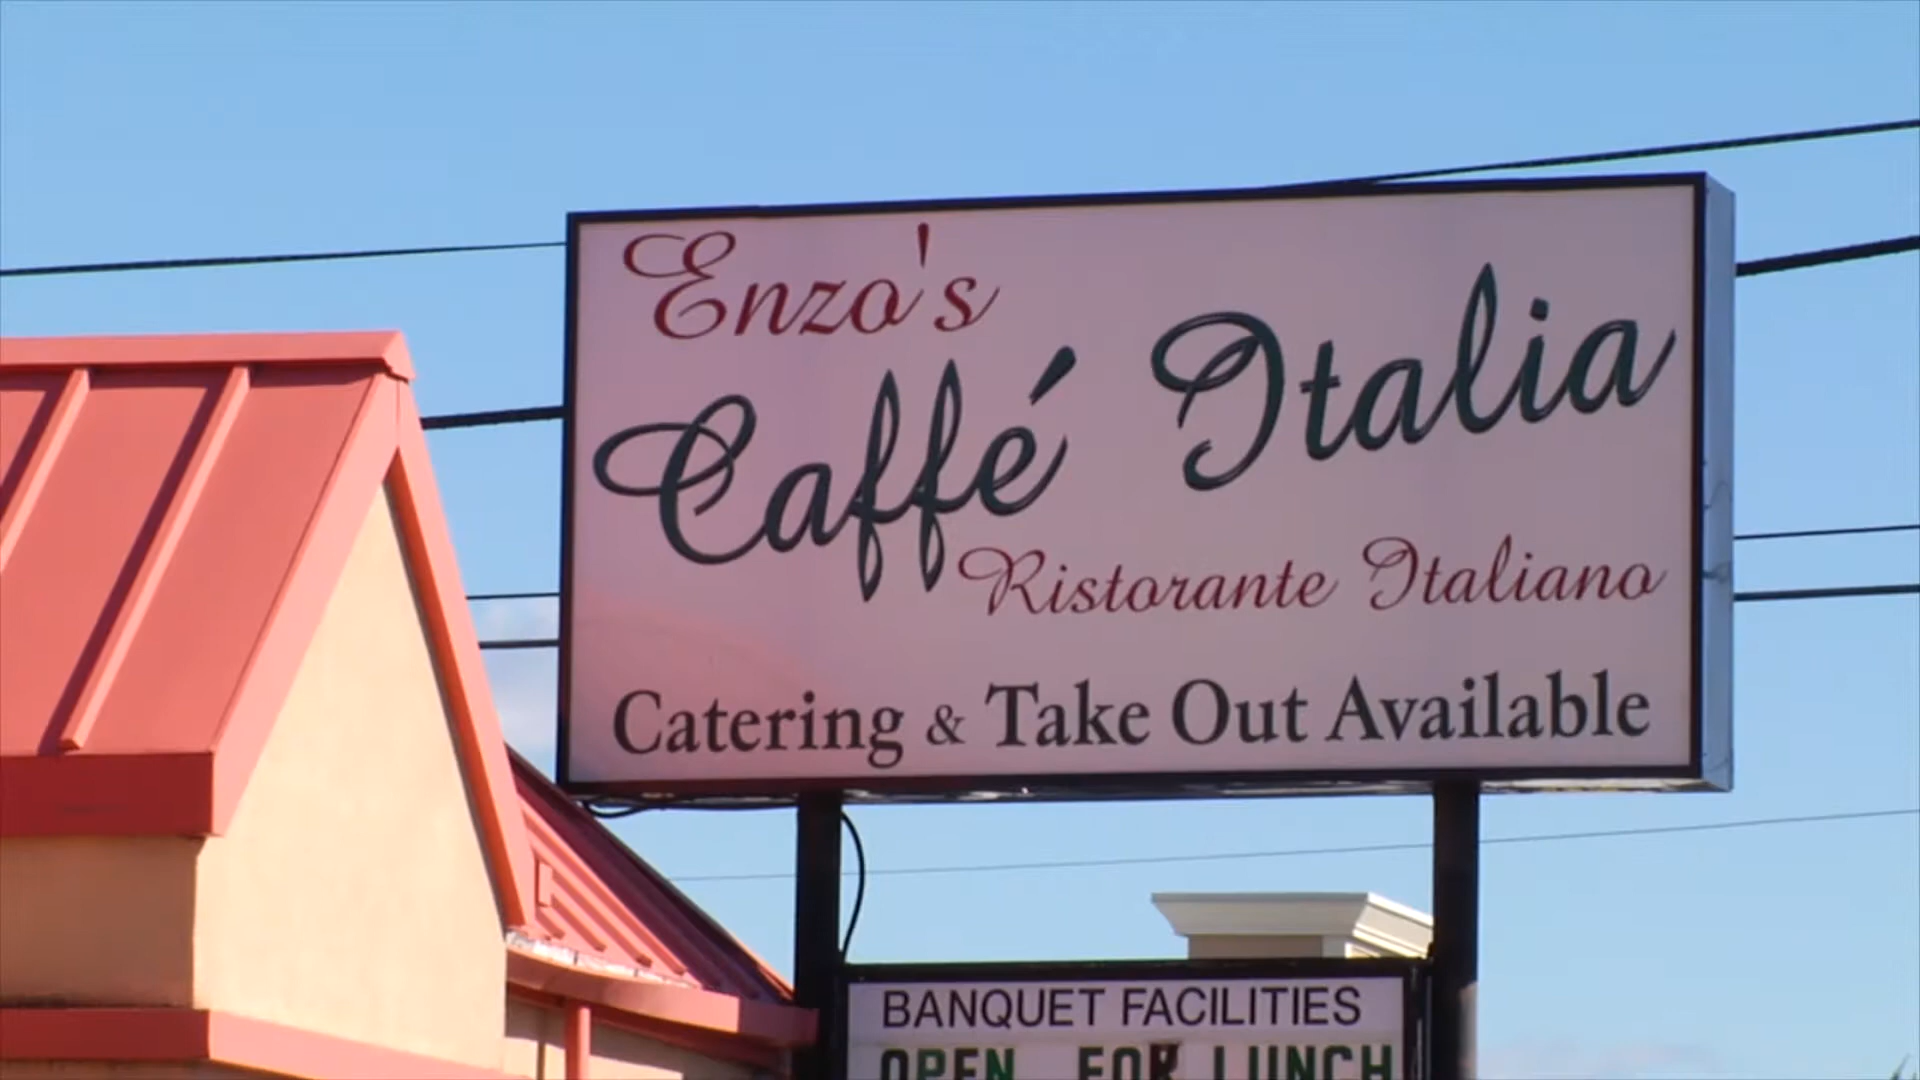 Enzo's
Caffé Italia
Ristorante Italiano
Catering & Take Out Available
BANQUET FACILITIES
OPEN FOR LUNCH